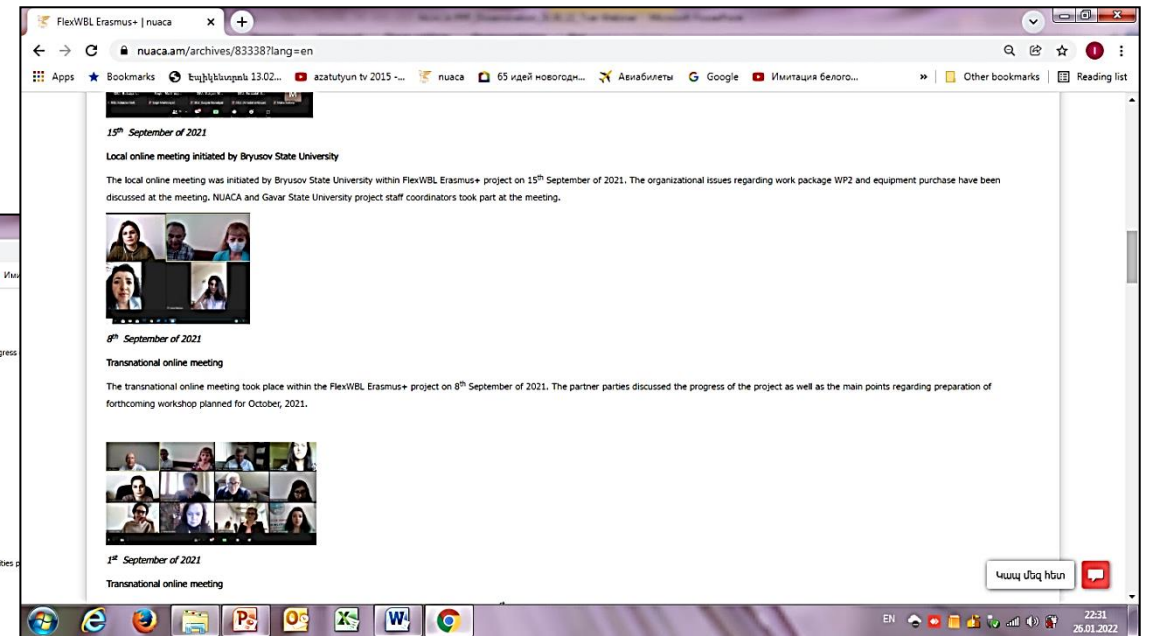 FlexWBL Erasmus+ | nuaca
nuaca.am/archives/83338?lang=en
Apps
Bookmarks
azatutyun tv 2015 -...
nuaca
65 идей новогодн...
Авиабилеты
Google
Имитация белого...
»
Other bookmarks
Reading list
15th September of 2021
Local online meeting initiated by Bryusov State University
The local online meeting was initiated by Bryusov State University within FlexWBL Erasmus+ project on 15th September of 2021. The organizational issues regarding work package WP2 and equipment purchase have been
discussed at the meeting. NUACA and Gavar State University project staff coordinators took part at the meeting.
8th September of 2021
Transnational online meeting
The transnational online meeting took place within the FlexWBL Erasmus+ project on 8th September of 2021. The partner parties discussed the progress of the project as well as the main points regarding preparation of
forthcoming workshop planned for October, 2021.
1st September of 2021
Transnational online meeting
Կապ մեզ հետ
EN
22:31
26.01.2022